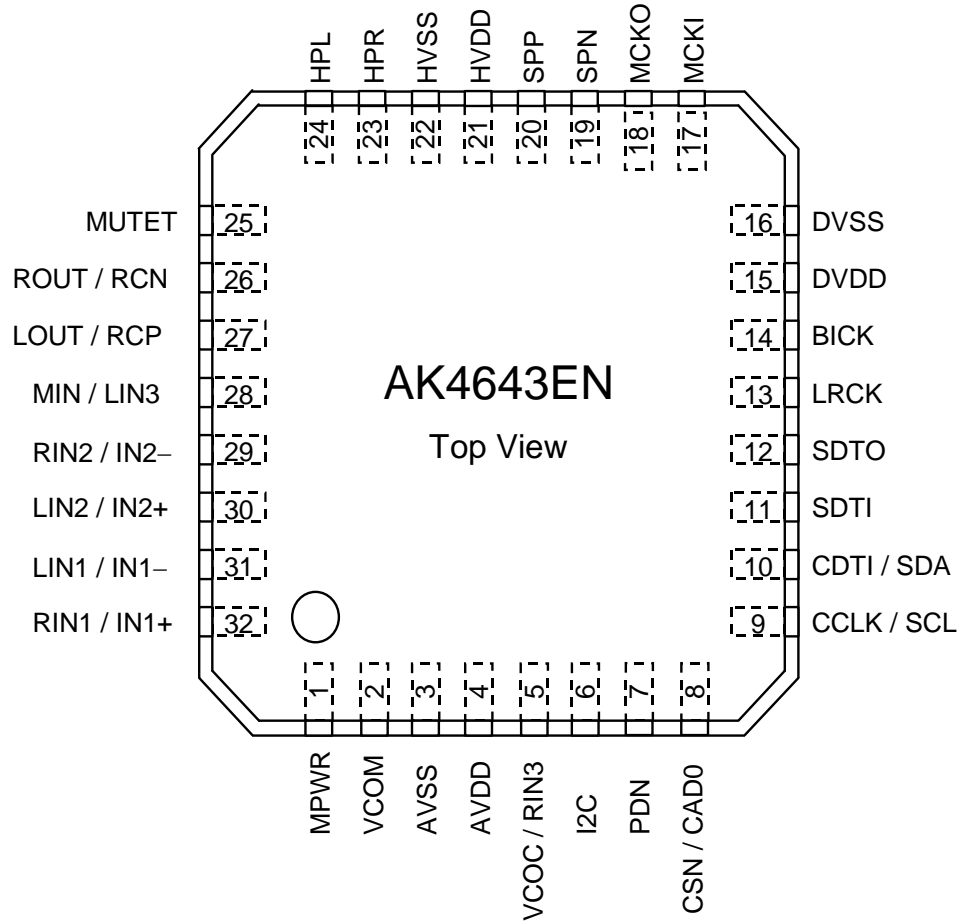 HPL
HPR
HVSS
HVDD
SPP
SPN
MCKO
MCKI
24
23
22
21
20
19
18
17
MUTET
25
16
DVSS
ROUT / RCN
26
15
DVDD
LOUT / RCP
27
14
BICK
MIN / LIN3
28
AK4643EN
13
LRCK
RIN2 / IN2–
29
Top View
12
SDTO
LIN2 / IN2+
30
11
SDTI
LIN1 / IN1–
31
10
CDTI / SDA
RIN1 / IN1+
32
9
CCLK / SCL
1
2
3
4
5
6
7
8
MPWR
VCOM
AVSS
AVDD
VCOC / RIN3
I2C
PDN
CSN / CAD0